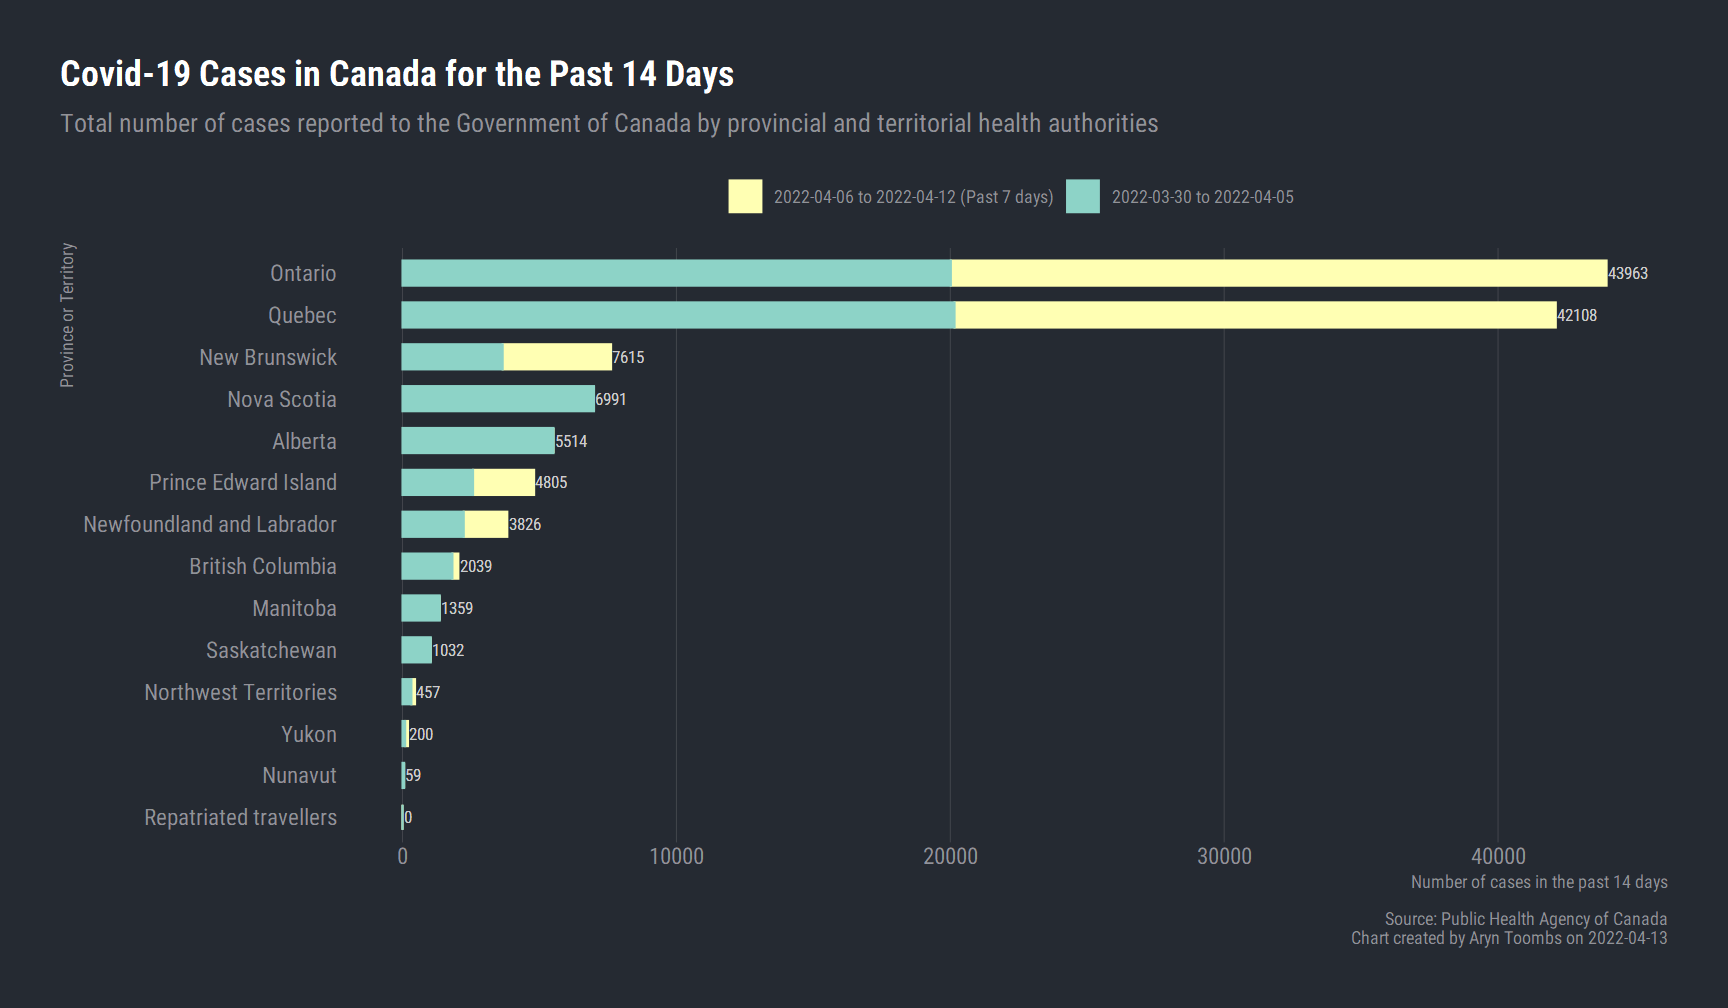 Covid-19 Cases in Canada for the Past 14 Days
Total number of cases reported to the Government of Canada by provincial and territorial health authorities
2022-04-06 to 2022-04-12 (Past 7 days) 2022-03-30 to 2022-04-05
Province or Territory
Ontario 43963
Quebec 42108
New Brunswick 7615
Nova Scotia 6991
Alberta 5514
Prince Edward Island 4805
Newfoundland and Labrador 3826
British Columbia 2039
Manitoba 1359
Saskatchewan 1032
Northwest Territories 457
Yukon 200
Nunavut 59
Repatriated travellers 0
0 10000 20000 30000 40000
Number of cases in the past 14 days
Source: Public Health Agency of Canada
Chart created by Aryn Toombs on 2022-04-13